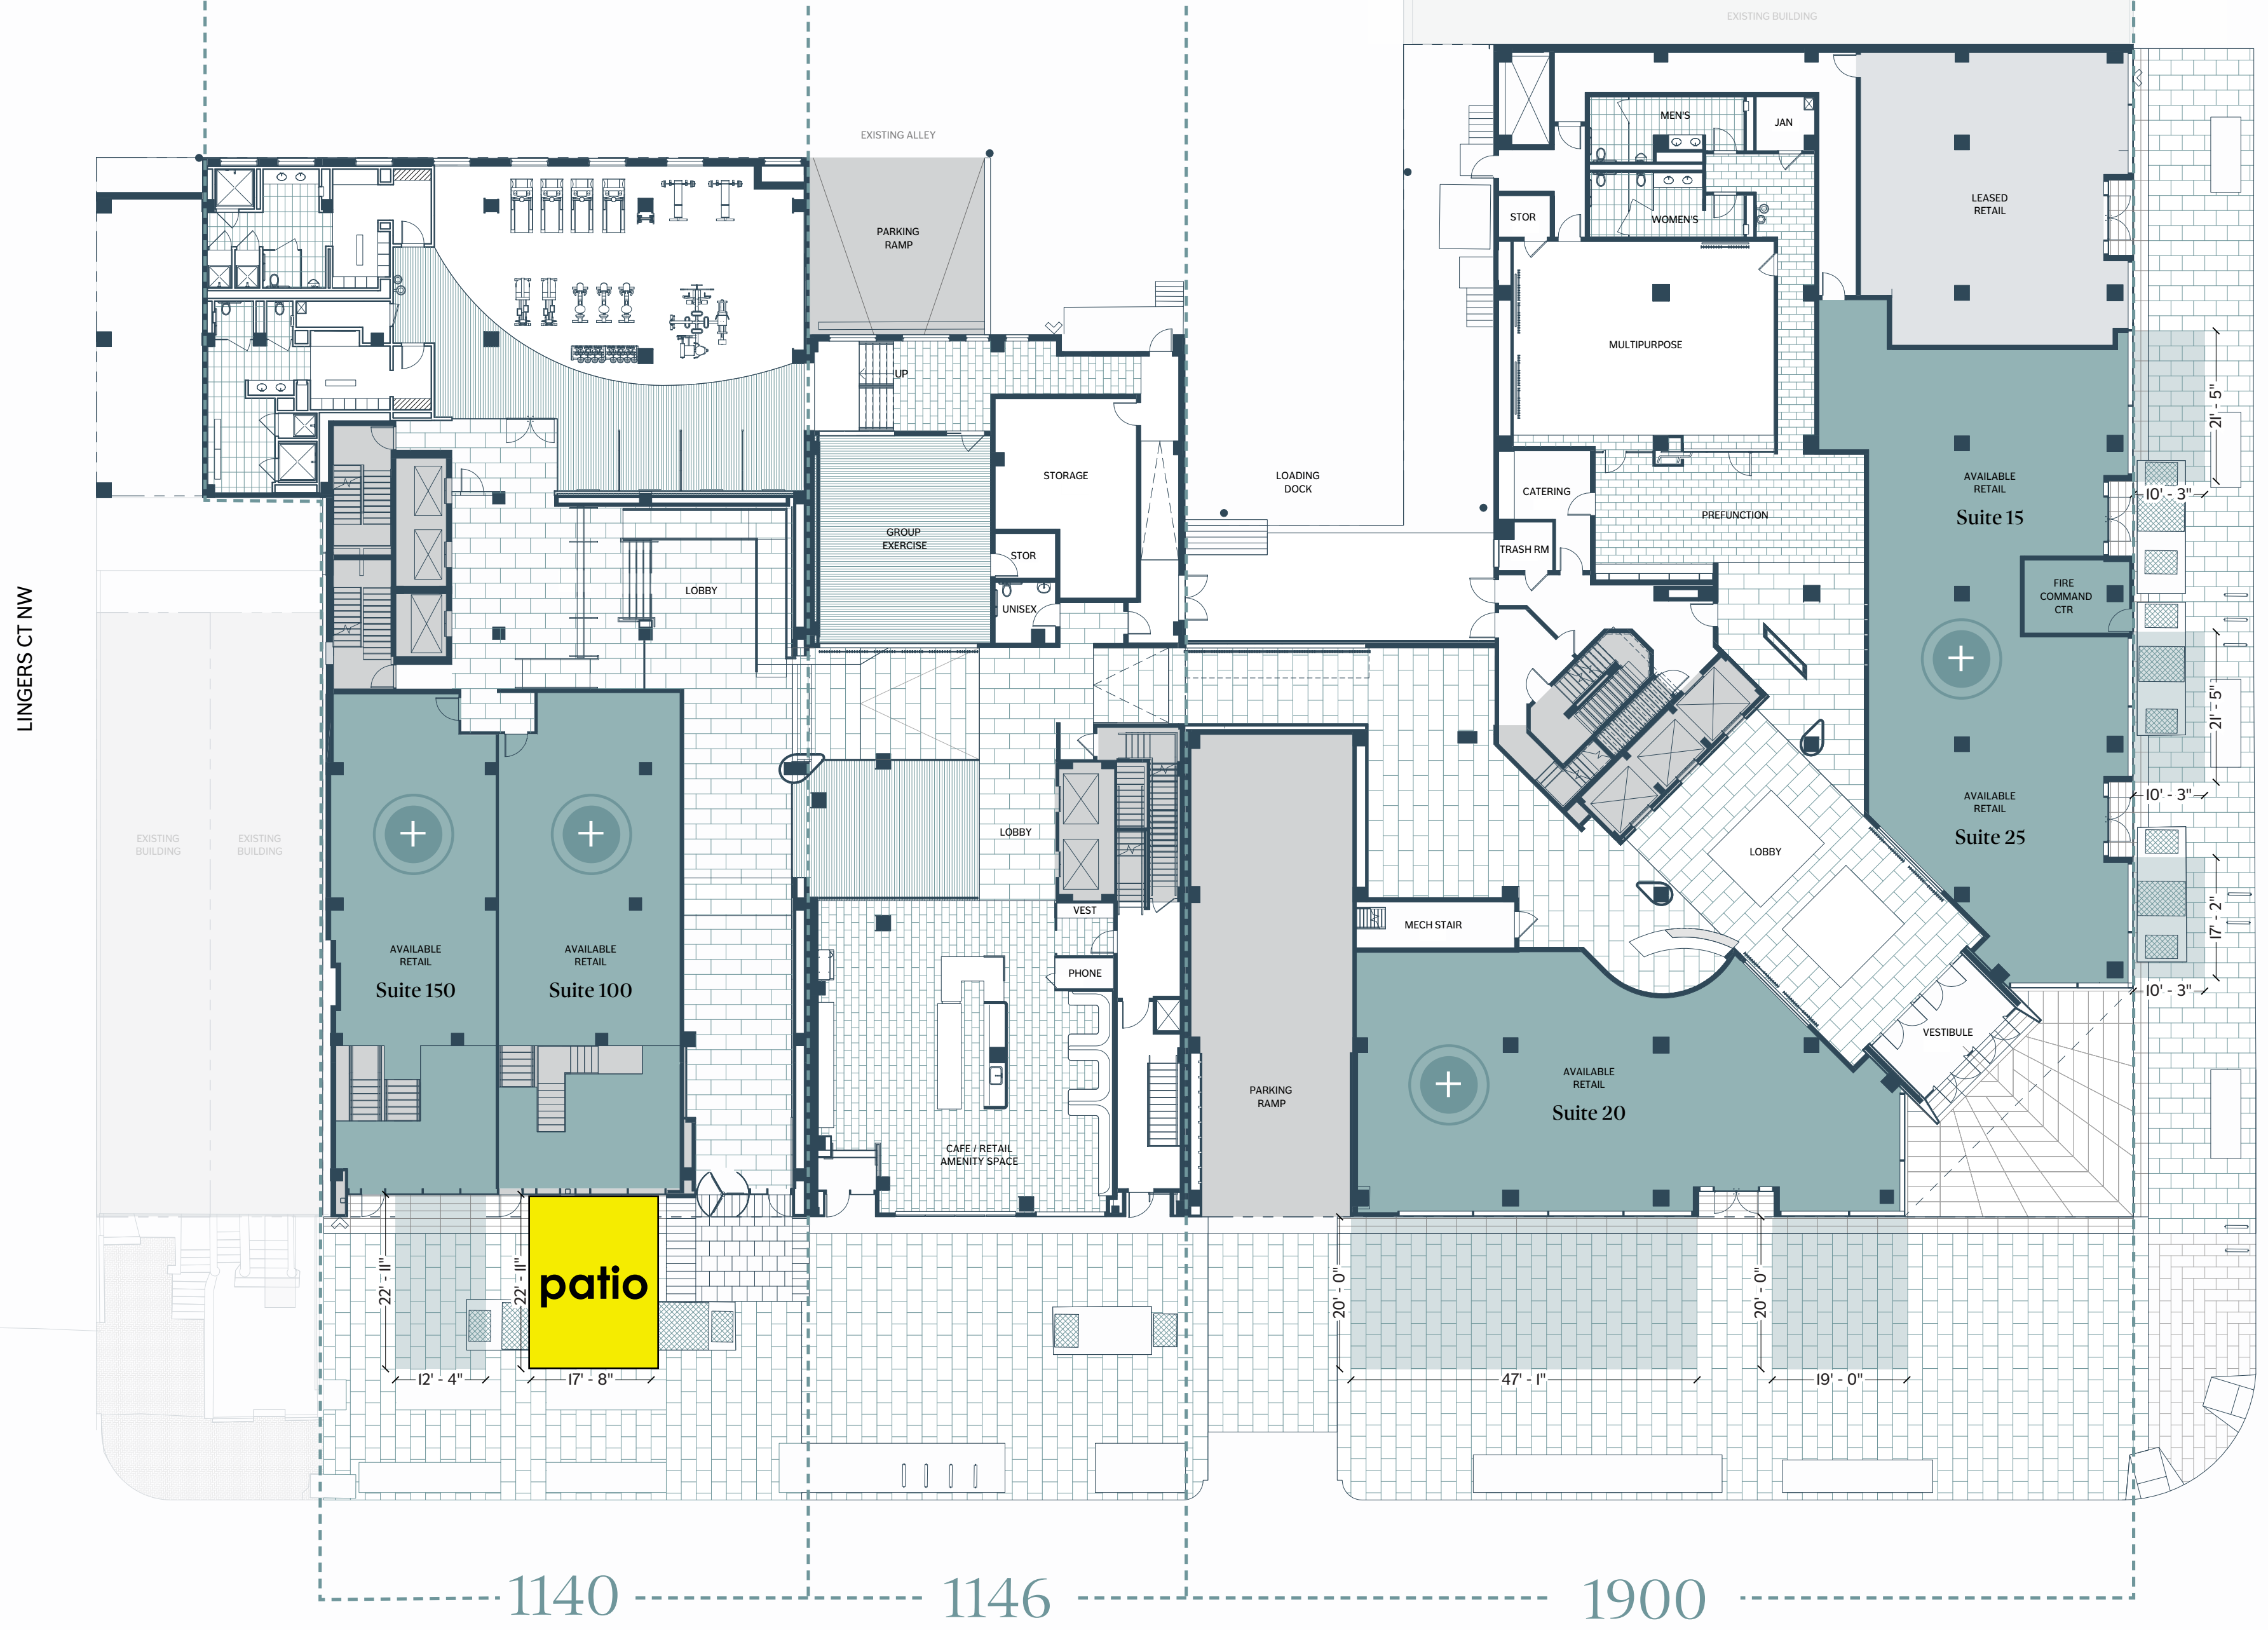 EXISTING BUILDING
MEN'S
JAN
EXISTING ALLEY
LEASED
RETAIL
STOR
WOMEN'S
PARKING
RAMP
MULTIPURPOSE
UP
21' - 5"
STORAGE
LOADING
DOCK
AVAILABLE
RETAIL
Suite 15
CATERING
10' - 3"
PREFUNCTION
GROUP
EXERCISE
TRASH RM
STOR
LOBBY
UNISEX
FIRE
COMMAND
CTR
LINGERS CT NW
21' - 5"
10' - 3"
AVAILABLE
RETAIL
Suite 25
EXISTING
BUILDING
EXISTING
BUILDING
LOBBY
LOBBY
VEST
MECH STAIR
17' - 2"
AVAILABLE
RETAIL
Suite 150
AVAILABLE
RETAIL
Suite 100
PHONE
10' - 3"
VESTIBULE
PARKING
RAMP
AVAILABLE
RETAIL
Suite 20
CAFE / RETAIL
AMENITY SPACE
22' - 11"
22' - 11"
patio
20' - 0"
20' - 0"
12' - 4"
17' - 8"
47' - 1"
19' - 0"
1140
1146
1900